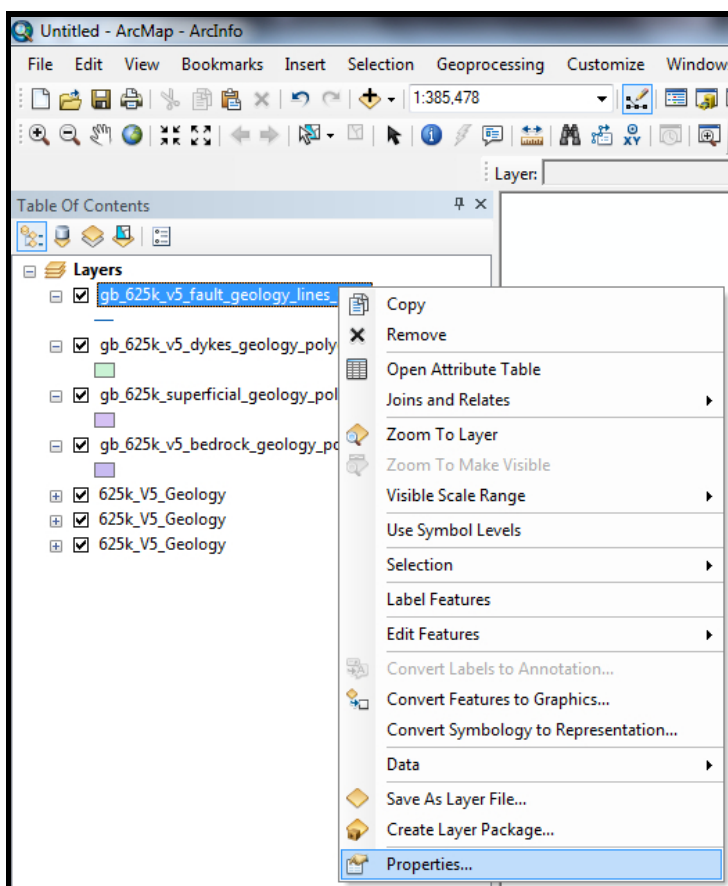 Untitled - ArcMap - ArcInfo
File Edit View Bookmarks Insert Selection Geoprocessing Customize Window
1:385,478
XY
Layer:
Table Of Contents
Layers
gb_625k_v5_fault_geology_lines_
gb_625k_v5_dykes_geology_poly
gb_625k_superficial_geology_pol
gb_625k_v5_bedrock_geology_po
625k_V5_Geology
625k_V5_Geology
625k_V5_Geology
Copy
Remove
Open Attribute Table
Joins and Relates
Zoom To Layer
Zoom To Make Visible
Visible Scale Range
Use Symbol Levels
Selection
Label Features
Edit Features
Convert Labels to Annotation...
Convert Features to Graphics...
Convert Symbology to Representation...
Data
Save As Layer File...
Create Layer Package...
Properties...